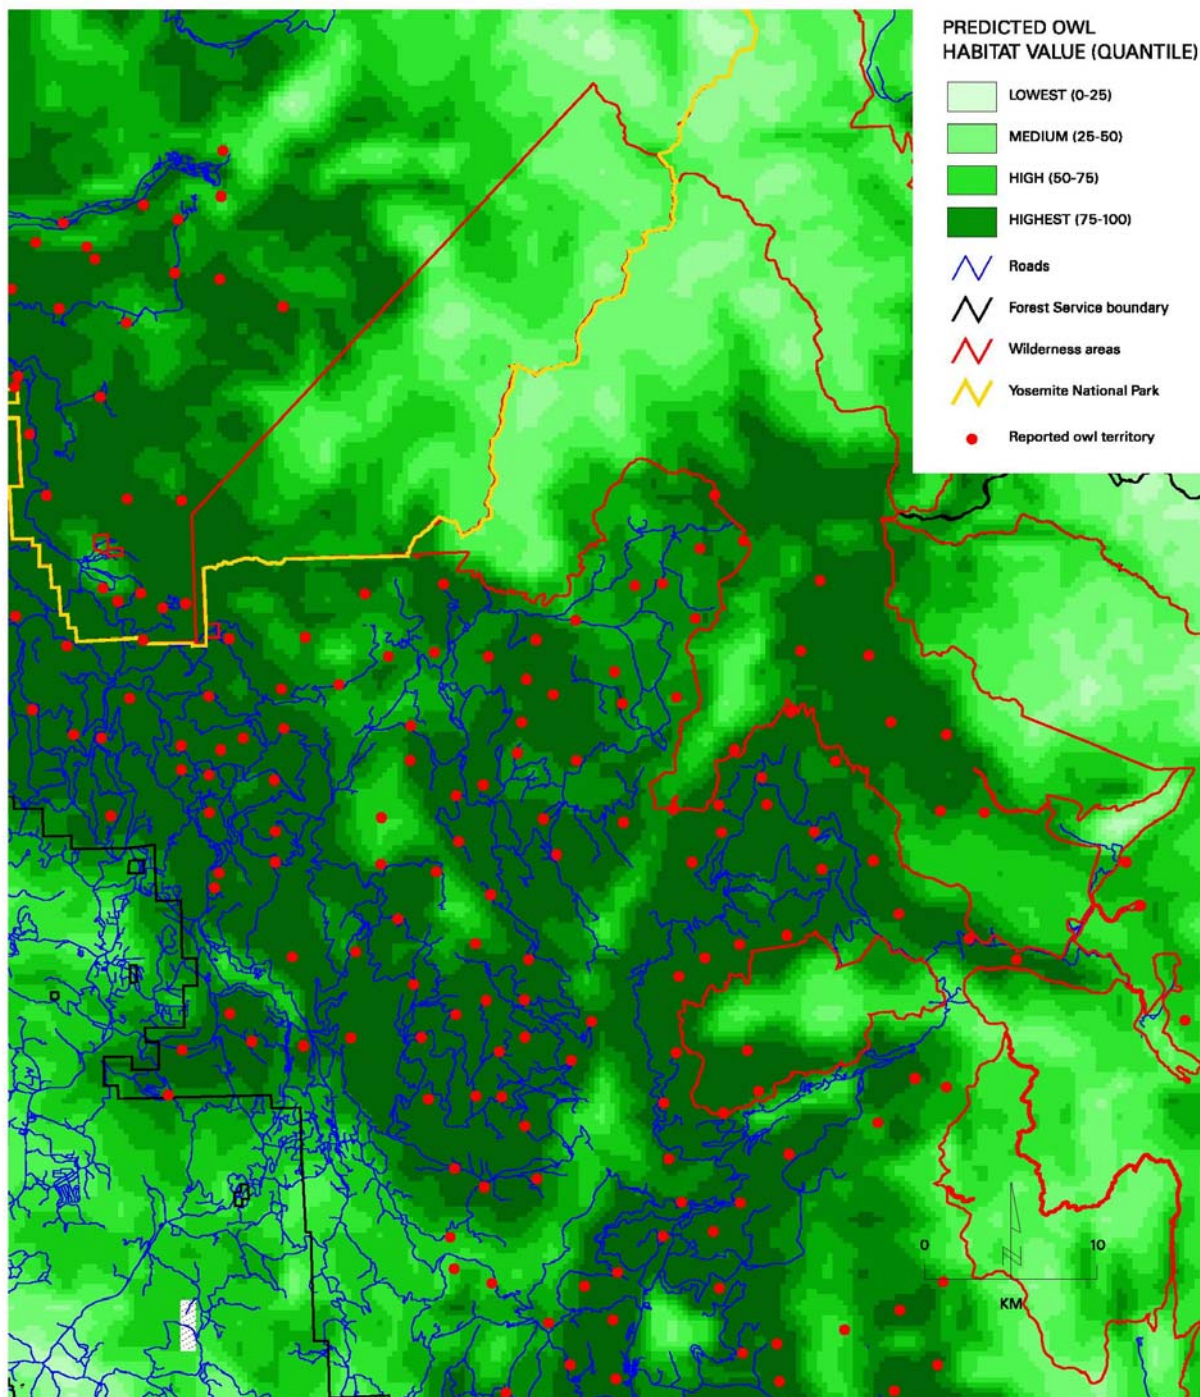 PREDICTED OWL
HABITAT VALUE (QUANTILE)
LOWEST (0-25)
MEDIUM (25-50)
HIGH (50-75)
HIGHEST (75-100)
Roads
Forest Service boundary
Wilderness areas
Yosemite National Park
Reported owl territory
0
10
KM